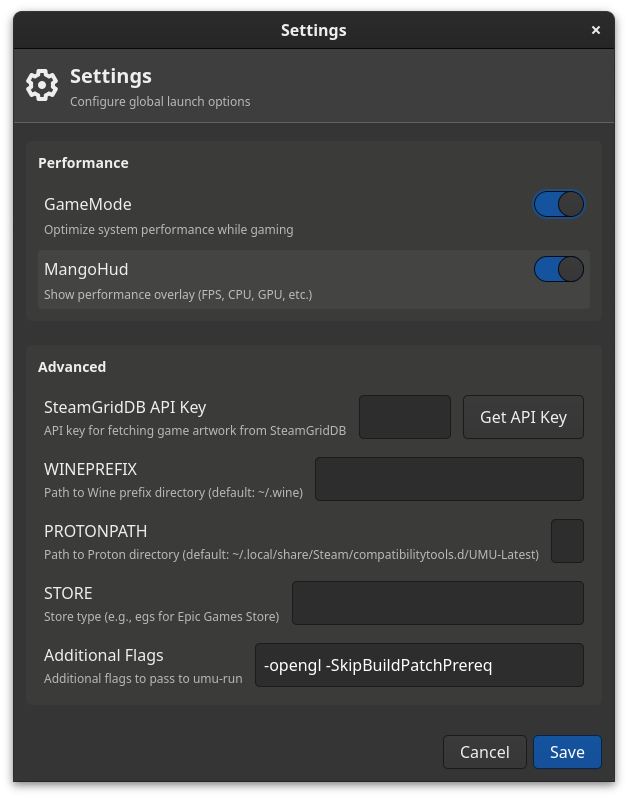 Settings
×
Settings
Configure global launch options
Performance
GameMode
Optimize system performance while gaming
MangoHud
Show performance overlay (FPS, CPU, GPU, etc.)
Advanced
SteamGridDB API Key
API key for fetching game artwork from SteamGridDB
Get API Key
WINEPREFIX
Path to Wine prefix directory (default: ~/.wine)
PROTONPATH
Path to Proton directory (default: ~/.local/share/Steam/compatibilitytools.d/UMU-Latest)
STORE
Store type (e.g., egs for Epic Games Store)
Additional Flags
Additional flags to pass to umu-run
-opengl -SkipBuildPatchPrereq
Cancel
Save